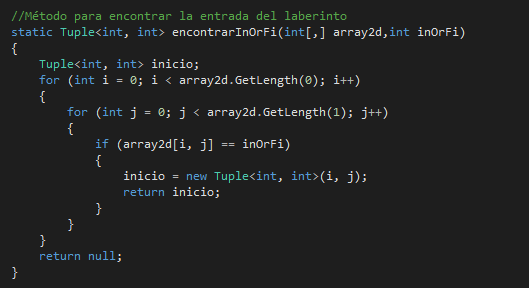 //Método para encontrar la entrada del laberinto
static Tuple<int, int> encontrarInOrFi(int[,] array2d,int inOrFi)
{
    Tuple<int, int> inicio;
    for (int i = 0; i < array2d.GetLength(0); i++)
    {
        for (int j = 0; j < array2d.GetLength(1); j++)
        {
            if (array2d[i, j] == inOrFi)
            {
                inicio = new Tuple<int, int>(i, j);
                return inicio;
            }
        }
    }
    return null;
}